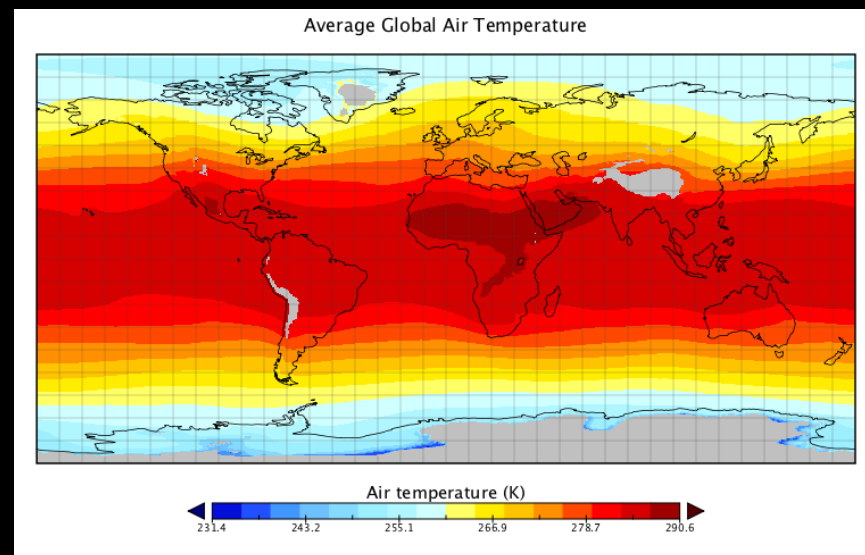 Average Global Air Temperature
Air temperature (K)
231.4 243.2 255.1 266.9 278.7 290.6